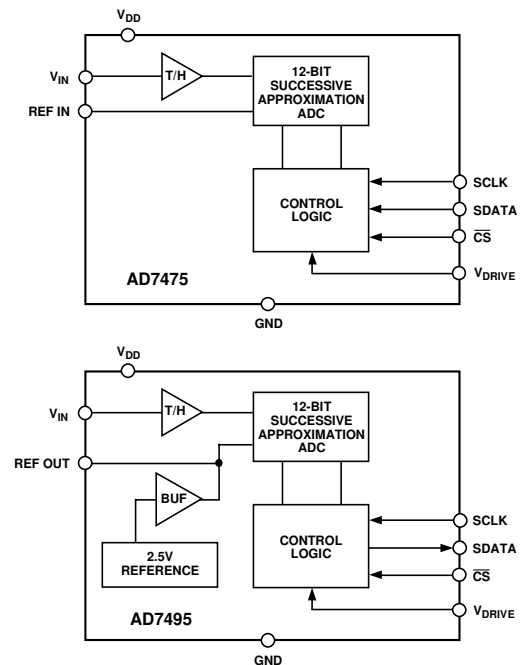 VDD
VIN
T/H
12-BIT
SUCCESSIVE
APPROXIMATION
ADC
REF IN
CONTROL
LOGIC
SCLK
SDATA
CS
VDRIVE
AD7475
GND
VDD
VIN
T/H
12-BIT
SUCCESSIVE
APPROXIMATION
ADC
REF OUT
BUF
2.5V
REFERENCE
CONTROL
LOGIC
SCLK
SDATA
CS
VDRIVE
AD7495
GND